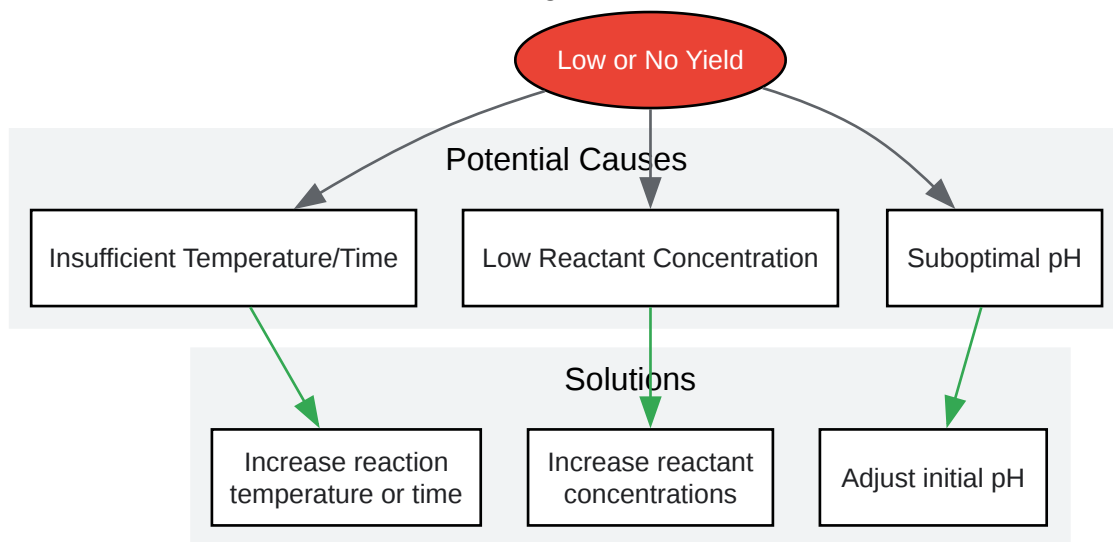 Low or No Yield
Potential Causes
Insufficient Temperature/Time
Low Reactant Concentration
Suboptimal pH
Solutions
Increase reaction
temperature or time
Increase reactant
concentrations
Adjust initial pH